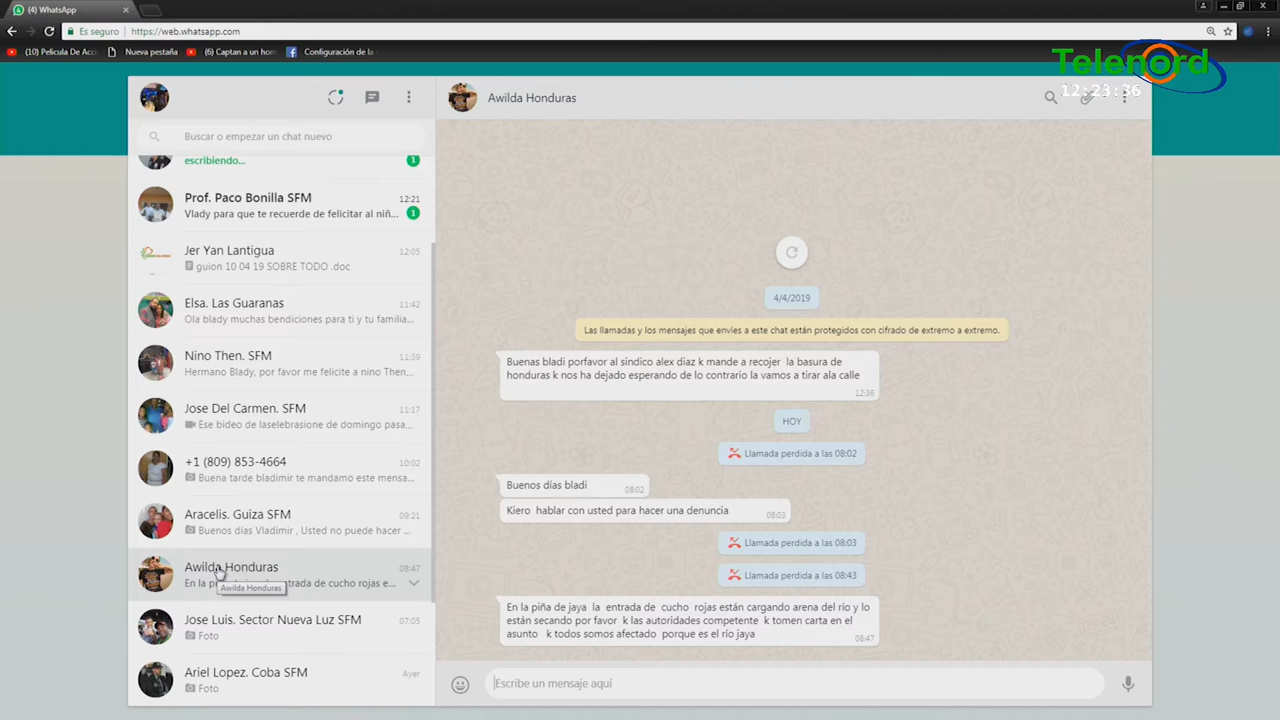 (4) WhatsApp
Es seguro
https://web.whatsapp.com
(10) Pelicula De Acc
Nueva pestaña
(6) Captan a un hom
Configuración de la
Telenord
12:23:36
Awilda Honduras
Buscar o empezar un chat nuevo
escribiendo...
1
Prof. Paco Bonilla SFM
12:21
Vlady para que te recuerde de felicitar al niñ...
1
Jer Yan Lantigua
12:05
guion 10 04 19 SOBRE TODO .doc
Elsa. Las Guaranas
11:42
Ola blady muchas bendiciones para ti y tu familia...
Nino Then. SFM
11:39
Hermano Blady, por favor me felicite a nino Then...
Jose Del Carmen. SFM
11:17
Ese bideo de laselebrasione de domingo pasa...
+1 (809) 853-4664
10:02
Buena tarde bladimir te mandamo este mensa...
Aracelis. Guiza SFM
09:21
Buenos días Vladimir , Usted no puede hacer ...
Awilda Honduras
08:47
En la p
entrada de cucho rojas e...
Awilda Honduras
Jose Luis. Sector Nueva Luz SFM
07:05
Foto
Ariel Lopez. Coba SFM
Ayer
Foto
4/4/2019
Las llamadas y los mensajes que envíes a este chat están protegidos con cifrado de extremo a extremo.
Buenas bladi porfavor al sindico alex diaz k mande a recojer la basura de
honduras k nos ha dejado esperando de lo contrario la vamos a tirar ala calle
12:36
HOY
Llamada perdida a las 08:02
Buenos días bladi
08:02
Kiero hablar con usted para hacer una denuncia
08:03
Llamada perdida a las 08:03
Llamada perdida a las 08:43
En la piña de jaya la entrada de cucho rojas están cargando arena del río y lo
están secando por favor k las autoridades competente k tomen carta en el
asunto k todos somos afectado porque es el río jaya
08:47
Escribe un mensaje aquí